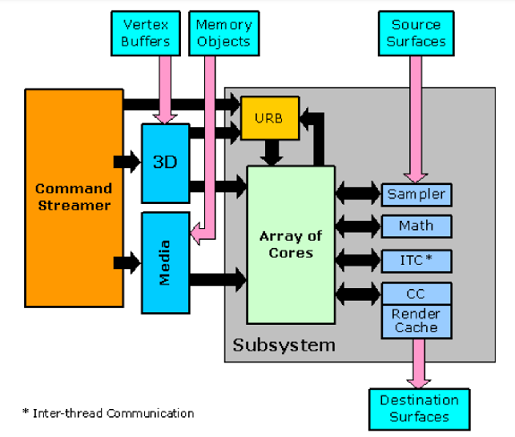 Vertex
Buffers
Memory
Objects
Source
Surfaces
Command
Streamer
3D
Media
URB
Array of
Cores
Sampler
Math
ITC*
CC
Render
Cache
Subsystem
Destination
Surfaces
* Inter-thread Communication